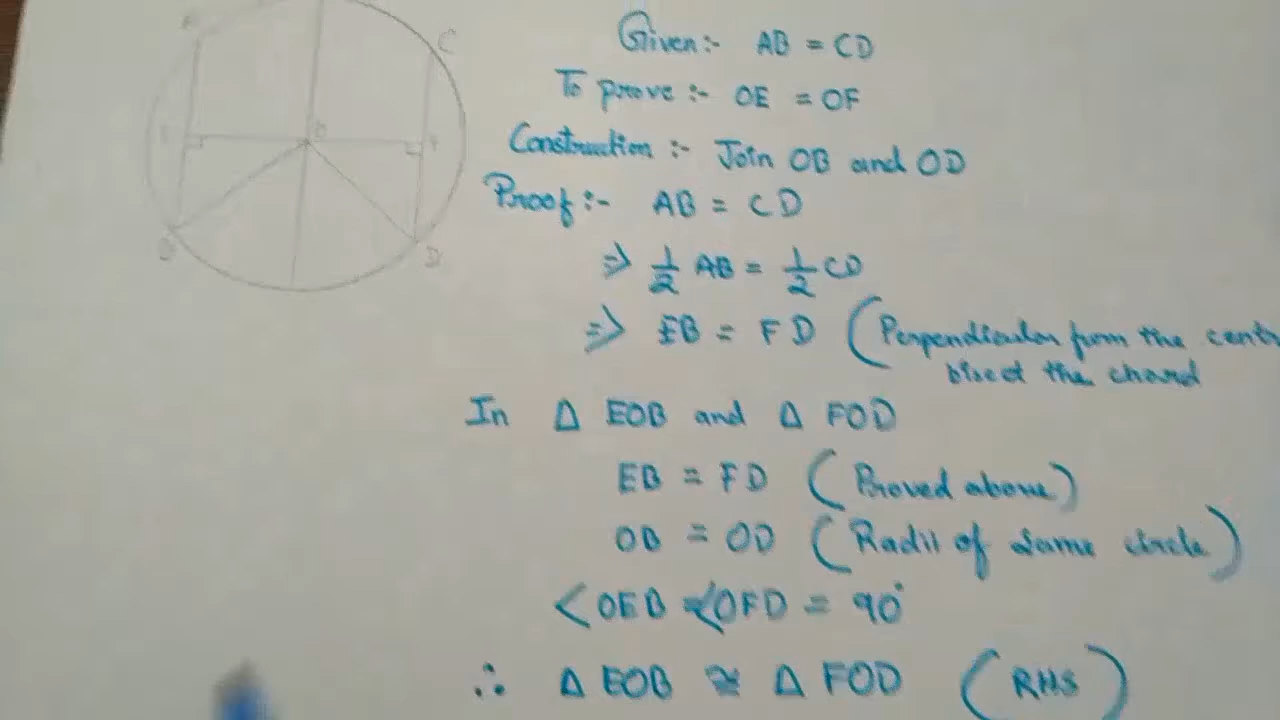 C
Given:- AB = CD
To prove :- OE = OF
Construction :- Join OB and OD
Proof :- AB = CD
⇒ 1/2 AB = 1/2 CD
⇒ EB = FD (Perpendicular from the centr
bisect the chord
D
In Δ EOB and Δ FOD
EB = FD (Proved above)
OB = OD (Radii of same circle)
<OEB =<OFD = 90°
∴ Δ EOB ≅ Δ FOD (RHS)